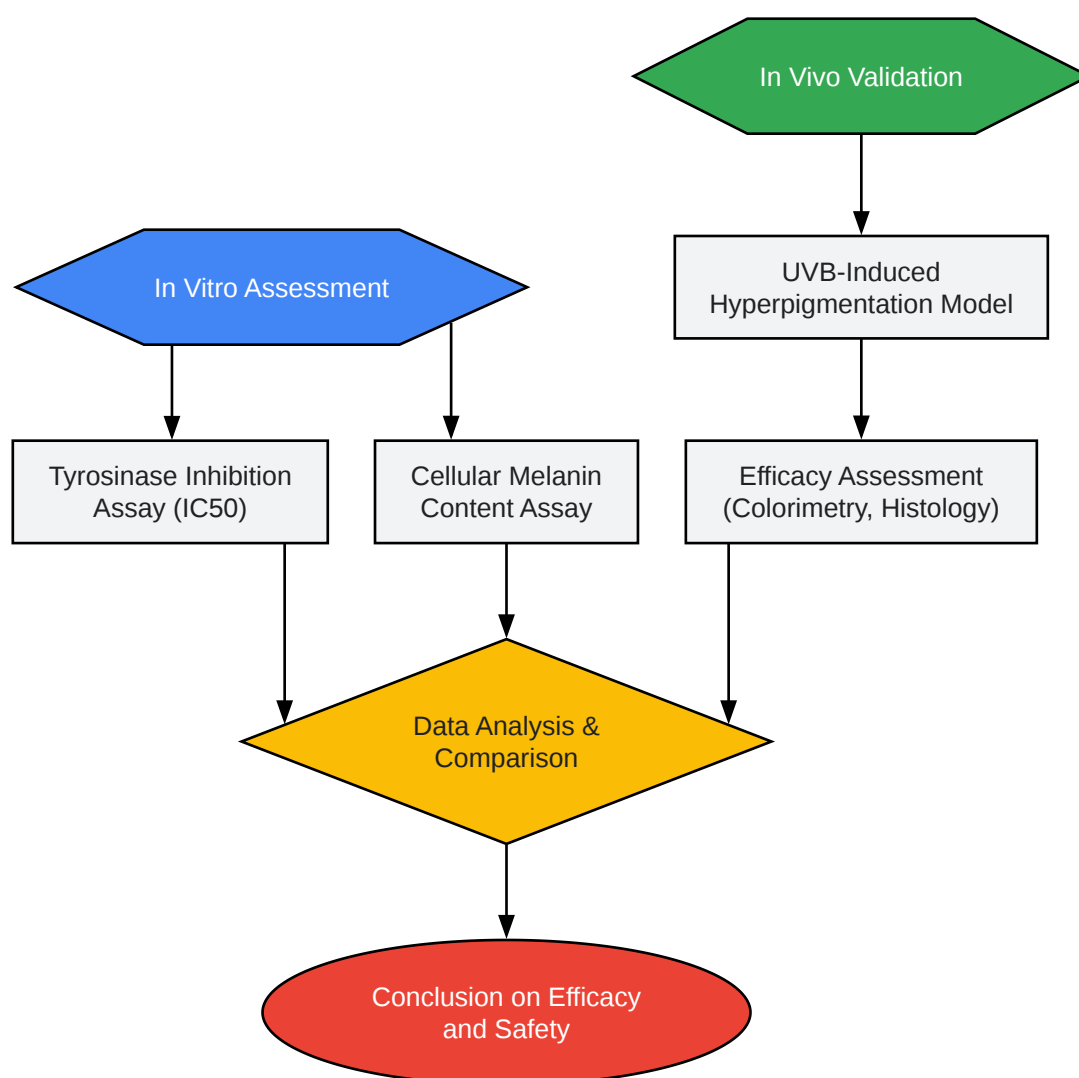 In Vivo Validation
In Vitro Assessment
UVB-Induced
Hyperpigmentation Model
Tyrosinase Inhibition
Assay (IC50)
Cellular Melanin
Content Assay
Efficacy Assessment
(Colorimetry, Histology)
Data Analysis &
Comparison
Conclusion on Efficacy
and Safety